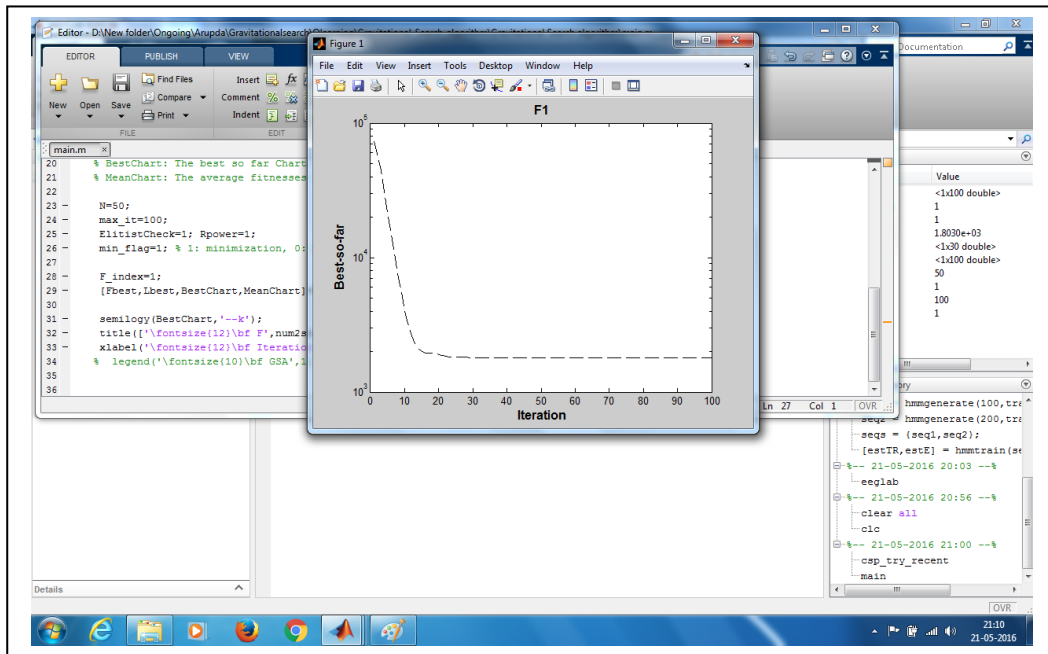 Editor - D:\New folder\Ongoing\Arupda\Gravitationalsearch\
EDITOR PUBLISH VIEW
Documentation
New Open Save
Find Files
Compare
Print
Insert fx
Comment
Indent
FILE EDIT
main.m ×
20 % BestChart: The best so far Chart
21 % MeanChart: The average fitnesses
22
23 - N=50;
24 - max_it=100;
25 - ElitistCheck=1; Rpower=1;
26 - min_flag=1; % 1: minimization, 0:
27
28 - F_index=1;
29 - [Fbest,Lbest,BestChart,MeanChart]
30
31 - semilogy(BestChart,'--k');
32 - title(['\fontsize{12}\bf F',num2s
33 - xlabel('\fontsize{12}\bf Iteratio
34 % legend('\fontsize{10}\bf GSA',1
35
36
Ln 27 Col 1 OVR
Figure 1
File Edit View Insert Tools Desktop Window Help
F1
Best-so-far
10^5
10^4
10^3
0 10 20 30 40 50 60 70 80 90 100
Iteration
Value
<1x100 double>
1
1
1.8030e+03
<1x30 double>
<1x100 double>
50
1
100
1
hmmgenerate(100,tra
seq2 = hmmgenerate(200,tra
seqs = (seq1,seq2);
[estTR,estE] = hmmtrain(se
%-- 21-05-2016 20:03 --%
eeglab
%-- 21-05-2016 20:56 --%
clear all
clc
%-- 21-05-2016 21:00 --%
csp_try_recent
main
Details
OVR
21:10
21-05-2016